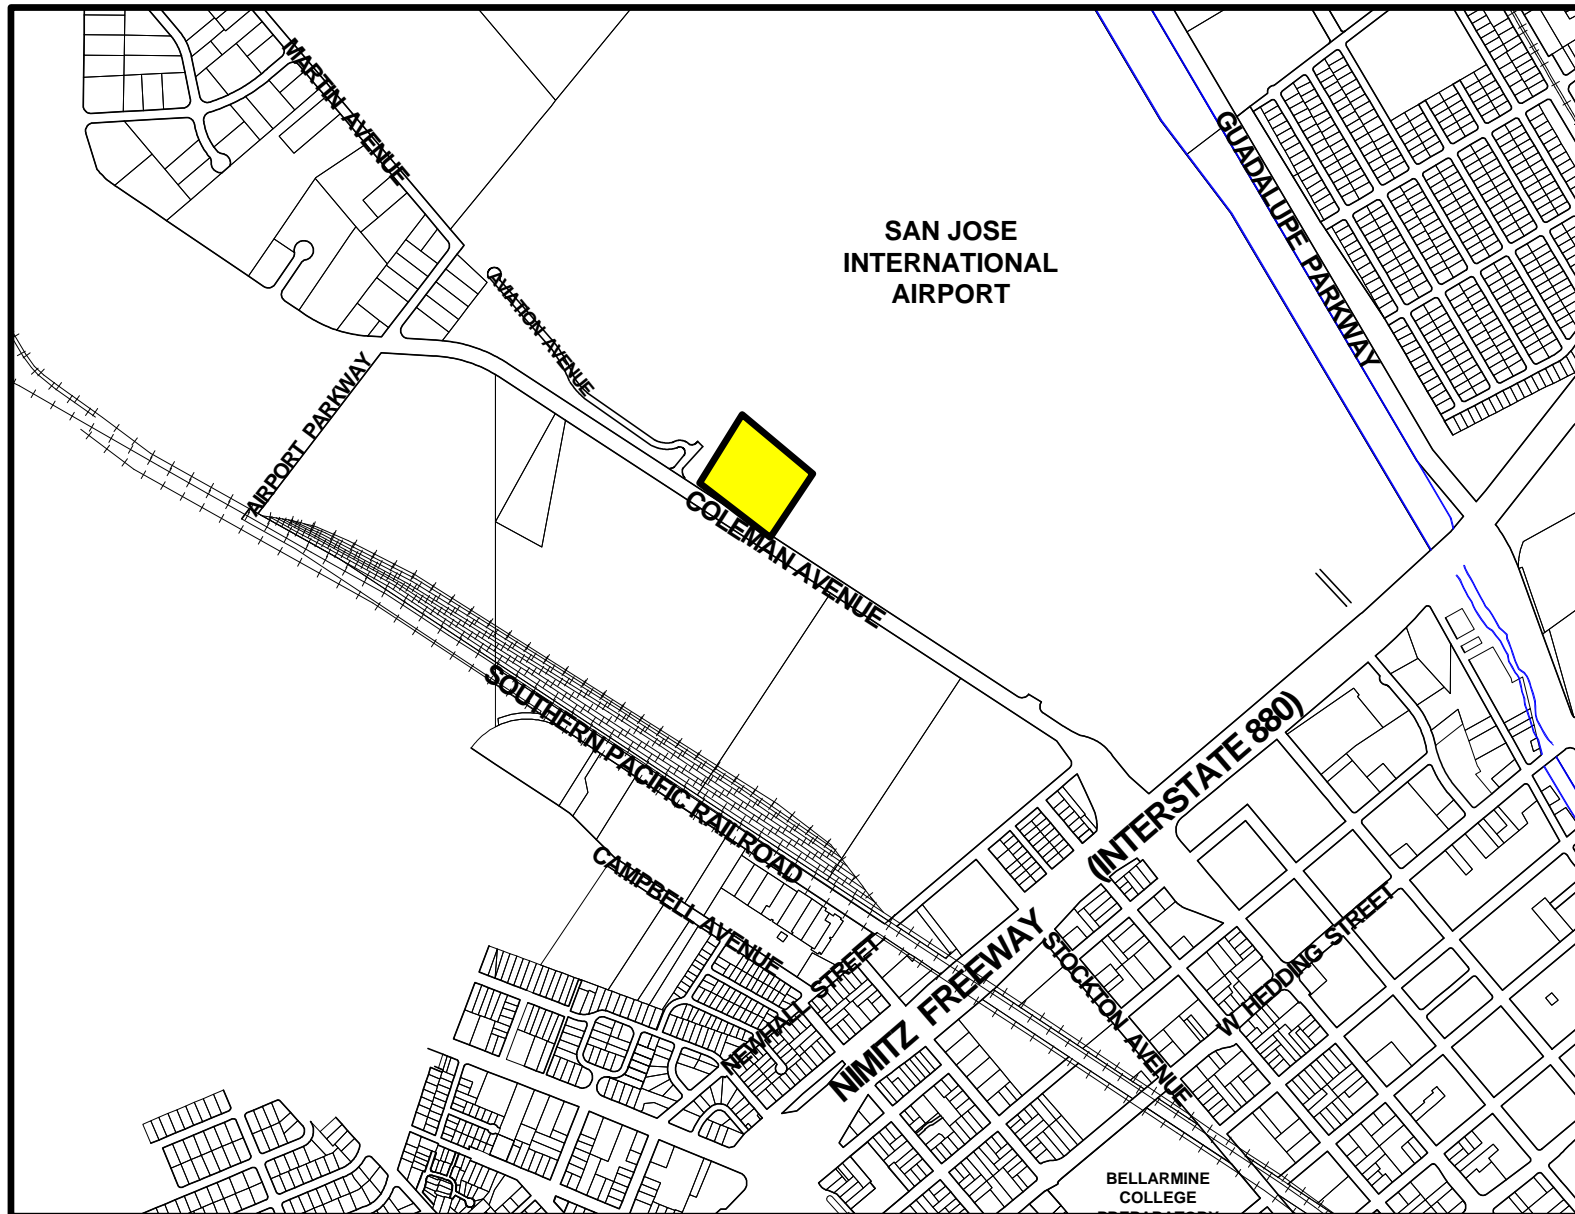 MARTIN AVENUE
GUADALUPE PARKWAY
SAN JOSE
INTERNATIONAL
AIRPORT
AVIATION AVENUE
AIRPORT PARKWAY
COLEMAN AVENUE
SOUTHERN PACIFIC RAILROAD
(INTERSTATE 880)
CAMPBELL AVENUE
NEWHALL STREET
NIMITZ FREEWAY
STOCKTON AVENUE
W HEDDING STREET
BELLARMINE
COLLEGE
PREPARATORY